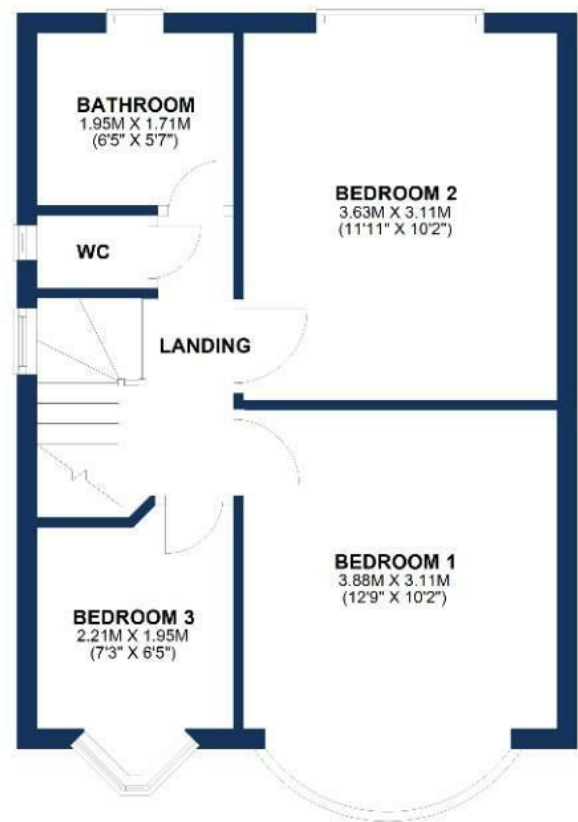 BATHROOM
1.95M X 1.71M
(6'5" X 5'7")
BEDROOM 2
3.63M X 3.11M
(11'11" X 10'2")
WC
LANDING
BEDROOM 1
3.88M X 3.11M
(12'9" X 10'2")
BEDROOM 3
2.21M X 1.95M
(7'3" X 6'5")